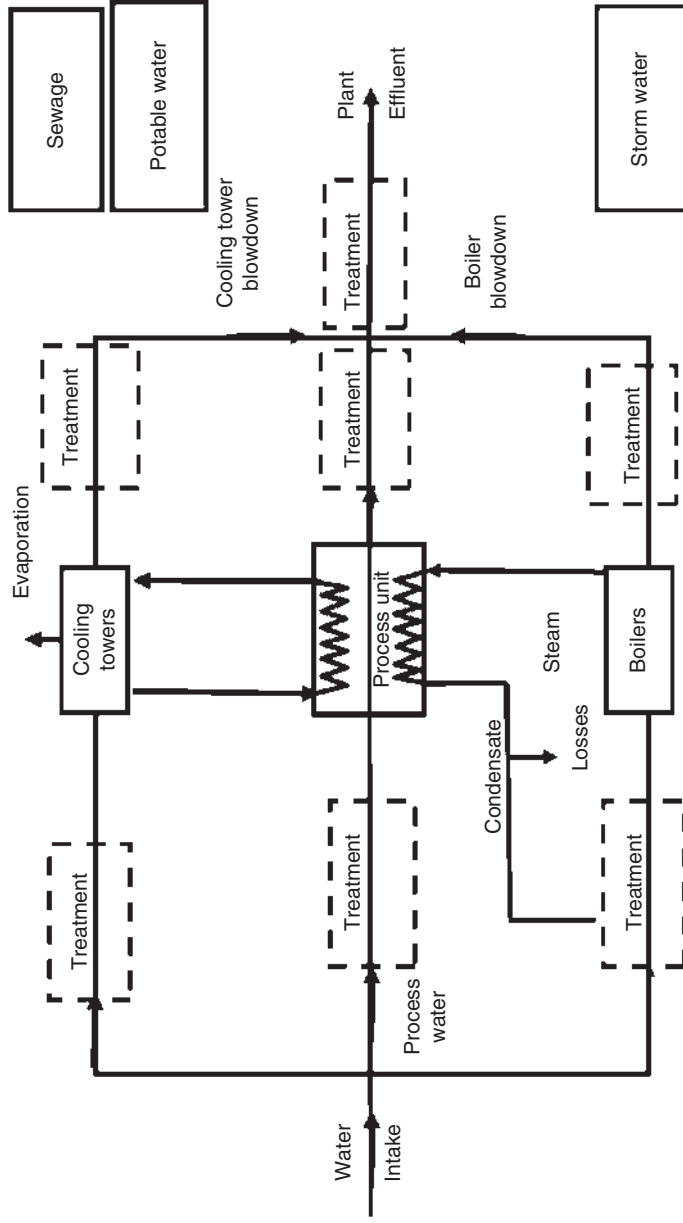 Sewage
Potable water
Storm water
Evaporation
Cooling
towers
Treatment
Treatment
Cooling tower
blowdown
Water
Intake
Process
water
Treatment
Process unit
Treatment
Treatment
Plant
Effluent
Condensate
Losses
Steam
Boiler
blowdown
Treatment
Boilers
Treatment